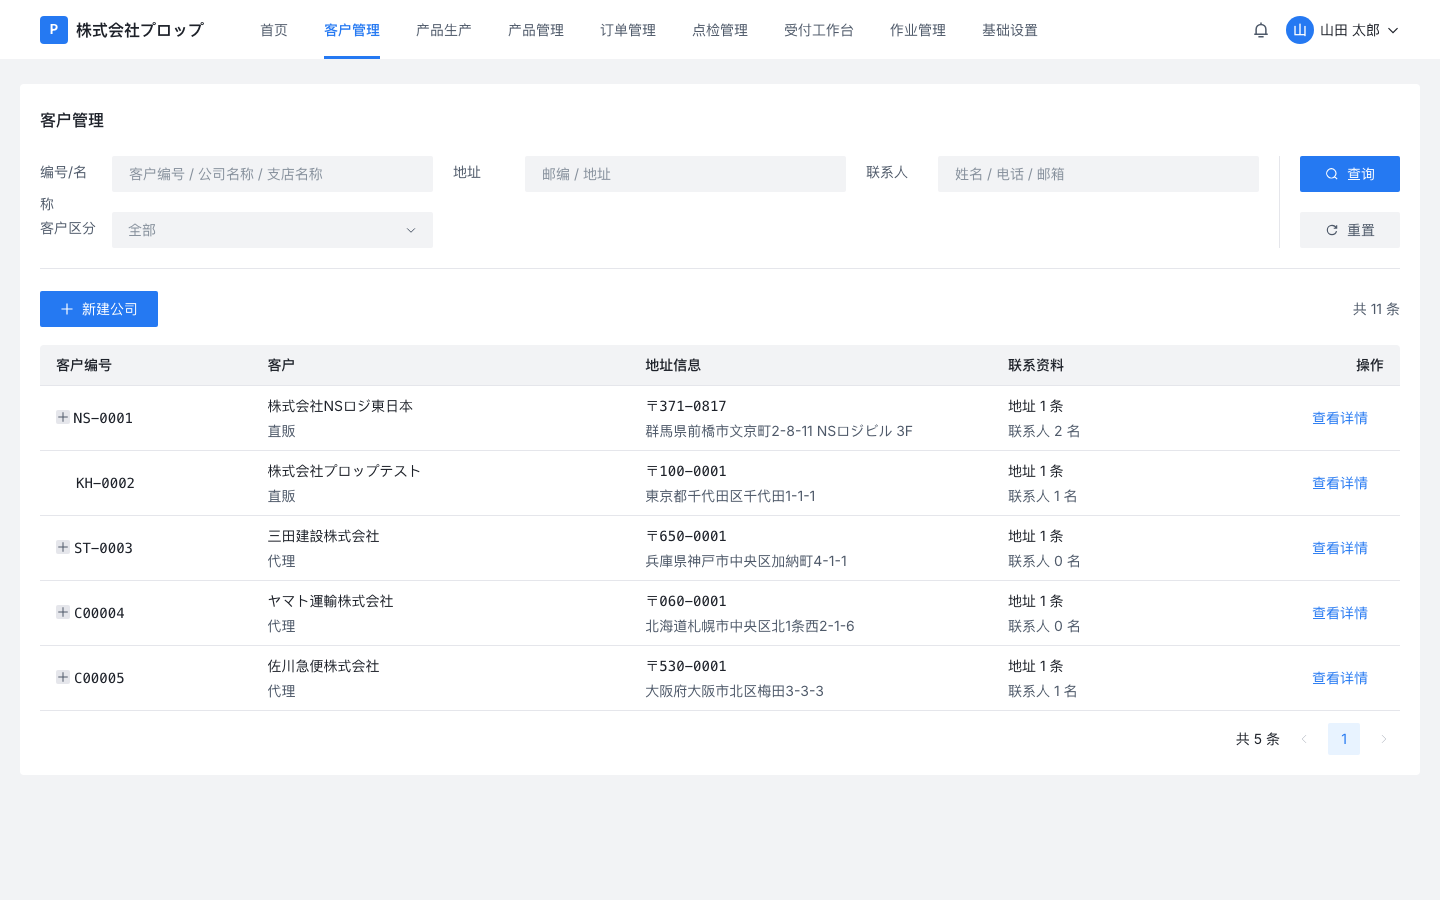 P 株式会社プロップ 首页 客户管理 产品生产 产品管理 订单管理 点检管理 受付工作台 作业管理 基础设置 山 山田 太郎
客户管理
编号/名称 客户编号 / 公司名称 / 支店名称 地址 邮编 / 地址 联系人 姓名 / 电话 / 邮箱 查询
客户区分 全部 重置
新建公司 共 11 条
客户编号 客户 地址信息 联系资料 操作
NS-0001 株式会社NSロジ東日本 〒371-0817 地址 1 条 查看详情
直販 群馬県前橋市文京町2-8-11 NSロジビル 3F 联系人 2 名
KH-0002 株式会社プロップテスト 〒100-0001 地址 1 条 查看详情
直販 東京都千代田区千代田1-1-1 联系人 1 名
ST-0003 三田建設株式会社 〒650-0001 地址 1 条 查看详情
代理 兵庫県神戸市中央区加納町4-1-1 联系人 0 名
C00004 ヤマト運輸株式会社 〒060-0001 地址 1 条 查看详情
代理 北海道札幌市中央区北1条西2-1-6 联系人 0 名
C00005 佐川急便株式会社 〒530-0001 地址 1 条 查看详情
代理 大阪府大阪市北区梅田3-3-3 联系人 1 名
共 5 条 1